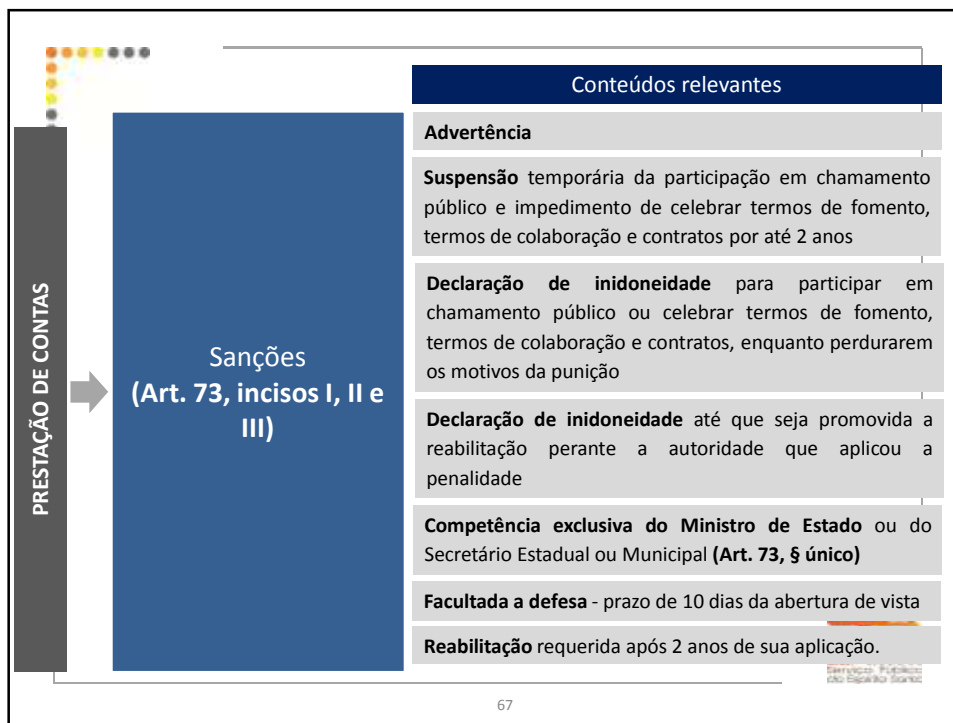 Conteúdos relevantes
PRESTAÇÃO DE CONTAS
Sanções
(Art. 73, incisos I, II e
III)
Advertência
Suspensão temporária da participação em chamamento
público e impedimento de celebrar termos de fomento,
termos de colaboração e contratos por até 2 anos
Declaração de inidoneidade para participar em
chamamento público ou celebrar termos de fomento,
termos de colaboração e contratos, enquanto perdurarem
os motivos da punição
Declaração de inidoneidade até que seja promovida a
reabilitação perante a autoridade que aplicou a
penalidade
Competência exclusiva do Ministro de Estado ou do
Secretário Estadual ou Municipal (Art. 73, § único)
Facultada a defesa - prazo de 10 dias da abertura de vista
Reabilitação requerida após 2 anos de sua aplicação.
Serviço Público
do Espírito Santo
67